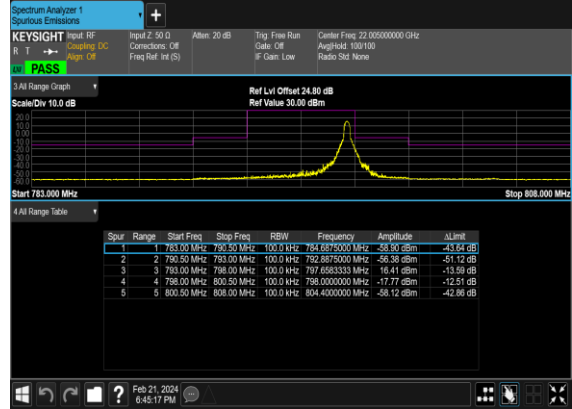 Spectrum Analyzer 1
Spurious Emissions
+
KEYSIGHT Input: RF Input Z: 50 Ω Atten: 20 dB Trig: Free Run Center Freq: 22.005000000 GHz
R T Coupling: DC Corrections: Off Gate: Off Avg|Hold: 100/100
Align: Off Freq Ref: Int (S) IF Gain: Low Radio Std: None
PASS
3 All Range Graph
Ref Lvl Offset 24.80 dB
Scale/Div 10.0 dB Ref Value 30.00 dBm
20.0
10.0
0.00
-10.0
-20.0
-30.0
-40.0
-50.0
-60.0
Start 783.000 MHz Stop 808.000 MHz
4 All Range Table
Spur Range Start Freq Stop Freq RBW Frequency Amplitude ΔLimit
1 1 783.00 MHz 790.50 MHz 100.0 kHz 784.6875000 MHz -58.90 dBm -43.64 dB
2 2 790.50 MHz 793.00 MHz 100.0 kHz 792.8875000 MHz -56.38 dBm -51.12 dB
3 3 793.00 MHz 798.00 MHz 100.0 kHz 797.6583333 MHz 16.41 dBm -13.59 dB
4 4 798.00 MHz 800.50 MHz 100.0 kHz 798.0000000 MHz -17.77 dBm -12.51 dB
5 5 800.50 MHz 808.00 MHz 100.0 kHz 804.4000000 MHz -58.12 dBm -42.86 dB
? Feb 21, 2024
6:45:17 PM